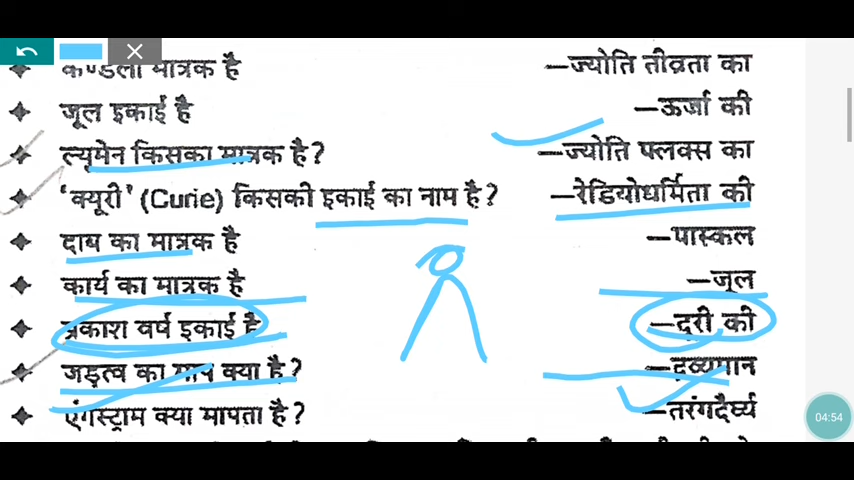 कण्डेला मात्रक है —ज्योति तीव्रता का
जूल इकाई है —ऊर्जा की
ल्यूमेन किसका मात्रक है? —ज्योति फ्लक्स का
'क्यूरी' (Curie) किसकी इकाई का नाम है? —रेडियोधर्मिता की
दाब का मात्रक है —पास्कल
कार्य का मात्रक है —जूल
प्रकाश वर्ष इकाई है —दूरी की
जड़त्व का माप क्या है? —द्रव्यमान
एंगस्ट्राम क्या मापता है? —तरंगदैर्घ्य
04:54